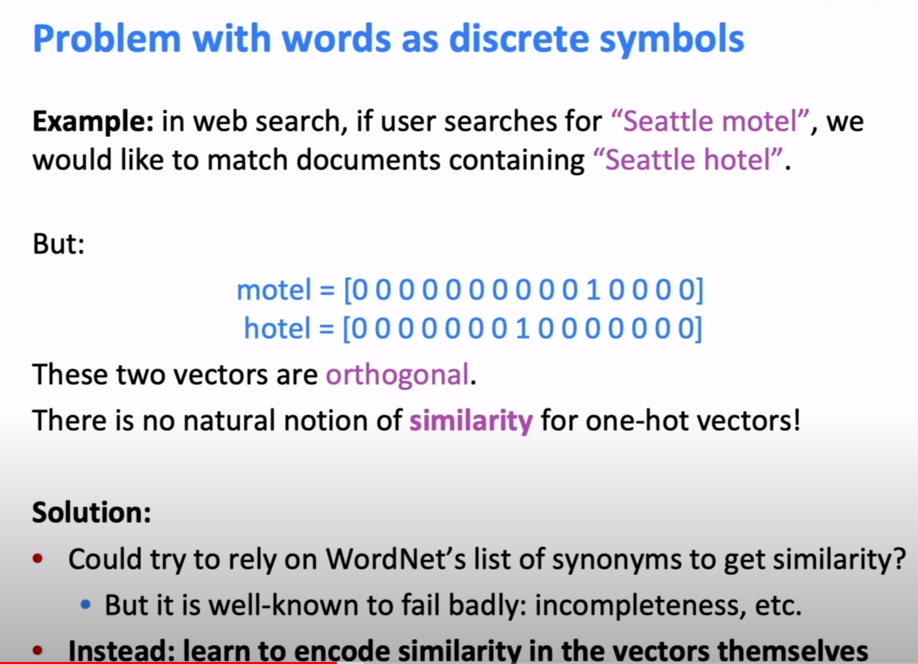 Problem with words as discrete symbols
Example: in web search, if user searches for “Seattle motel”, we
would like to match documents containing “Seattle hotel”.
But:
motel = [0 0 0 0 0 0 0 0 0 0 1 0 0 0 0]
hotel = [0 0 0 0 0 0 0 1 0 0 0 0 0 0 0]
These two vectors are orthogonal.
There is no natural notion of similarity for one-hot vectors!
Solution:
• Could try to rely on WordNet’s list of synonyms to get similarity?
• But it is well-known to fail badly: incompleteness, etc.
• Instead: learn to encode similarity in the vectors themselves